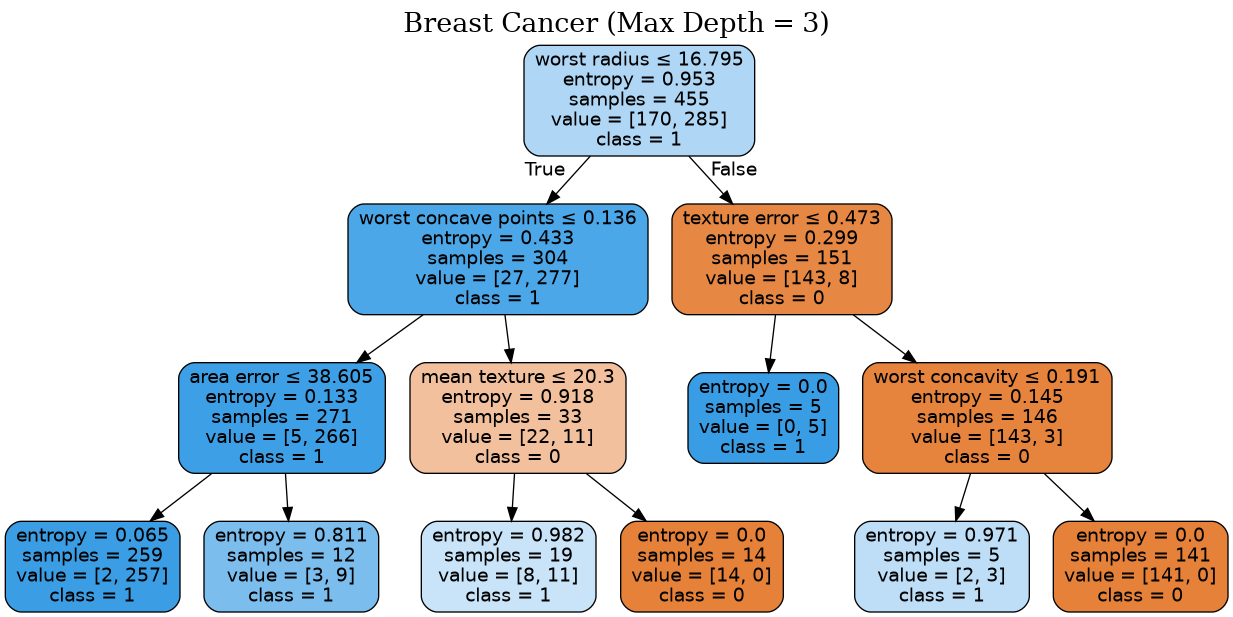 Breast Cancer (Max Depth = 3)
worst radius ≤ 16.795
entropy = 0.953
samples = 455
value = [170, 285]
class = 1
True
False
worst concave points ≤ 0.136
entropy = 0.433
samples = 304
value = [27, 277]
class = 1
texture error ≤ 0.473
entropy = 0.299
samples = 151
value = [143, 8]
class = 0
area error ≤ 38.605
entropy = 0.133
samples = 271
value = [5, 266]
class = 1
mean texture ≤ 20.3
entropy = 0.918
samples = 33
value = [22, 11]
class = 0
entropy = 0.0
samples = 5
value = [0, 5]
class = 1
worst concavity ≤ 0.191
entropy = 0.145
samples = 146
value = [143, 3]
class = 0
entropy = 0.065
samples = 259
value = [2, 257]
class = 1
entropy = 0.811
samples = 12
value = [3, 9]
class = 1
entropy = 0.982
samples = 19
value = [8, 11]
class = 1
entropy = 0.0
samples = 14
value = [14, 0]
class = 0
entropy = 0.971
samples = 5
value = [2, 3]
class = 1
entropy = 0.0
samples = 141
value = [141, 0]
class = 0